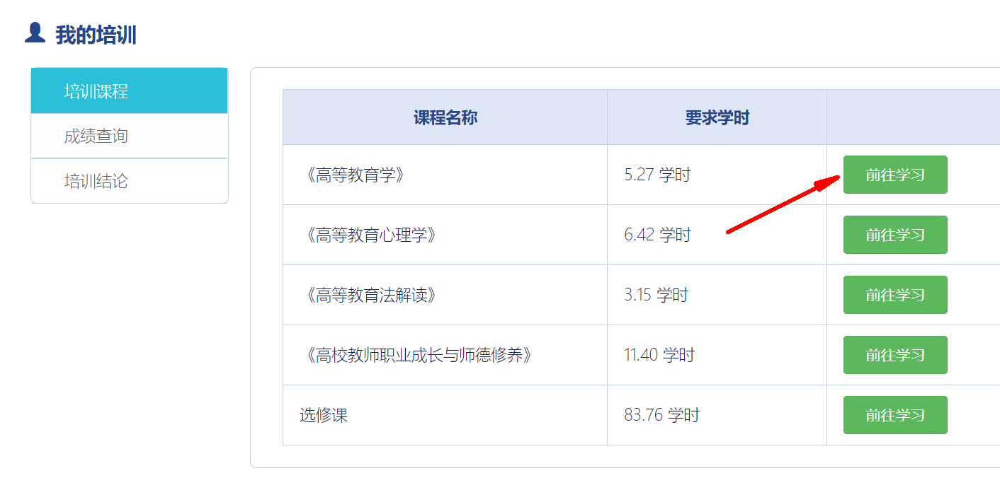 我的培训
培训课程
成绩查询
培训结论
课程名称 要求学时
《高等教育学》 5.27 学时 前往学习
《高等教育心理学》 6.42 学时 前往学习
《高等教育法解读》 3.15 学时 前往学习
《高校教师职业成长与师德修养》 11.40 学时 前往学习
选修课 83.76 学时 前往学习